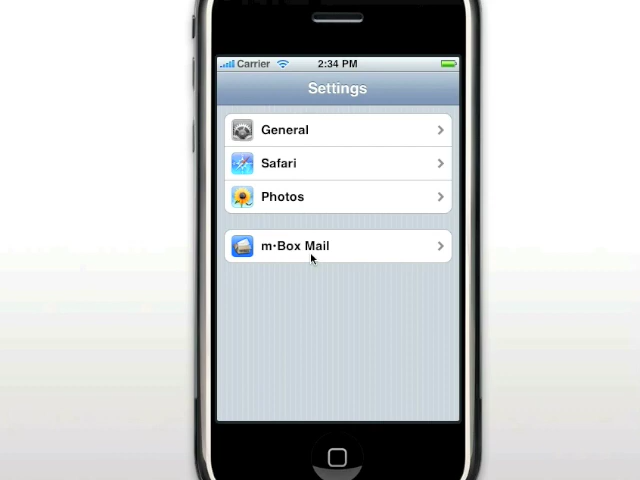 Carrier 2:34 PM
Settings
General
Safari
Photos
m·Box Mail